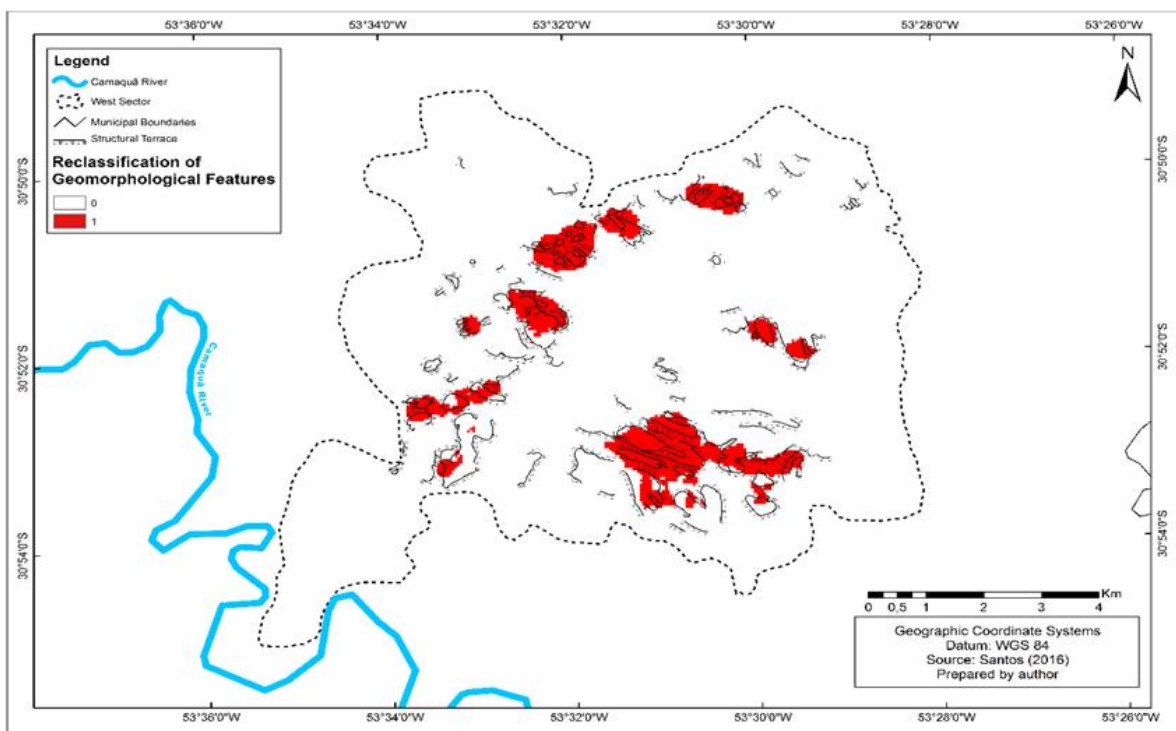 53°36'0"W 53°34'0"W 53°32'0"W 53°30'0"W 53°28'0"W 53°26'0"W
Legend
Camaquã River
West Sector
Municipal Boundaries
Structural Terrace
Reclassification of
Geomorphological Features
0
1
N
30°50'0"S
30°50'0"S
30°52'0"S
30°52'0"S
30°54'0"S
30°54'0"S
Camaquã River
0 0,5 1 2 3 4 Km
Geographic Coordinate Systems
Datum: WGS 84
Source: Santos (2016)
Prepared by author
53°36'0"W 53°34'0"W 53°32'0"W 53°30'0"W 53°28'0"W 53°26'0"W